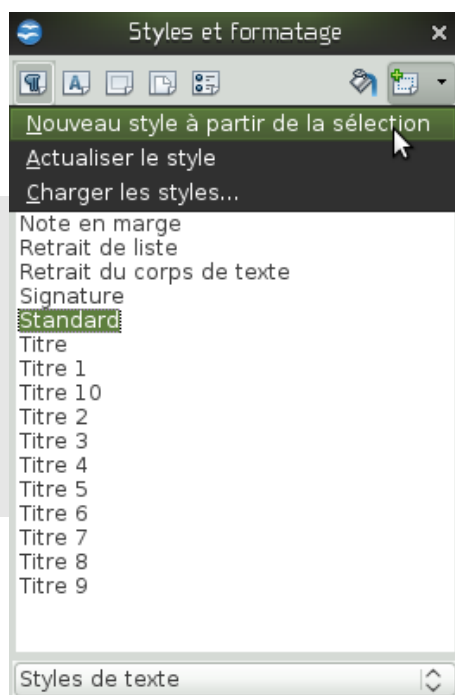 Styles et formatage
Nouveau style à partir de la sélection
Actualiser le style
Charger les styles...
Note en marge
Retrait de liste
Retrait du corps de texte
Signature
Standard
Titre
Titre 1
Titre 10
Titre 2
Titre 3
Titre 4
Titre 5
Titre 6
Titre 7
Titre 8
Titre 9
Styles de texte